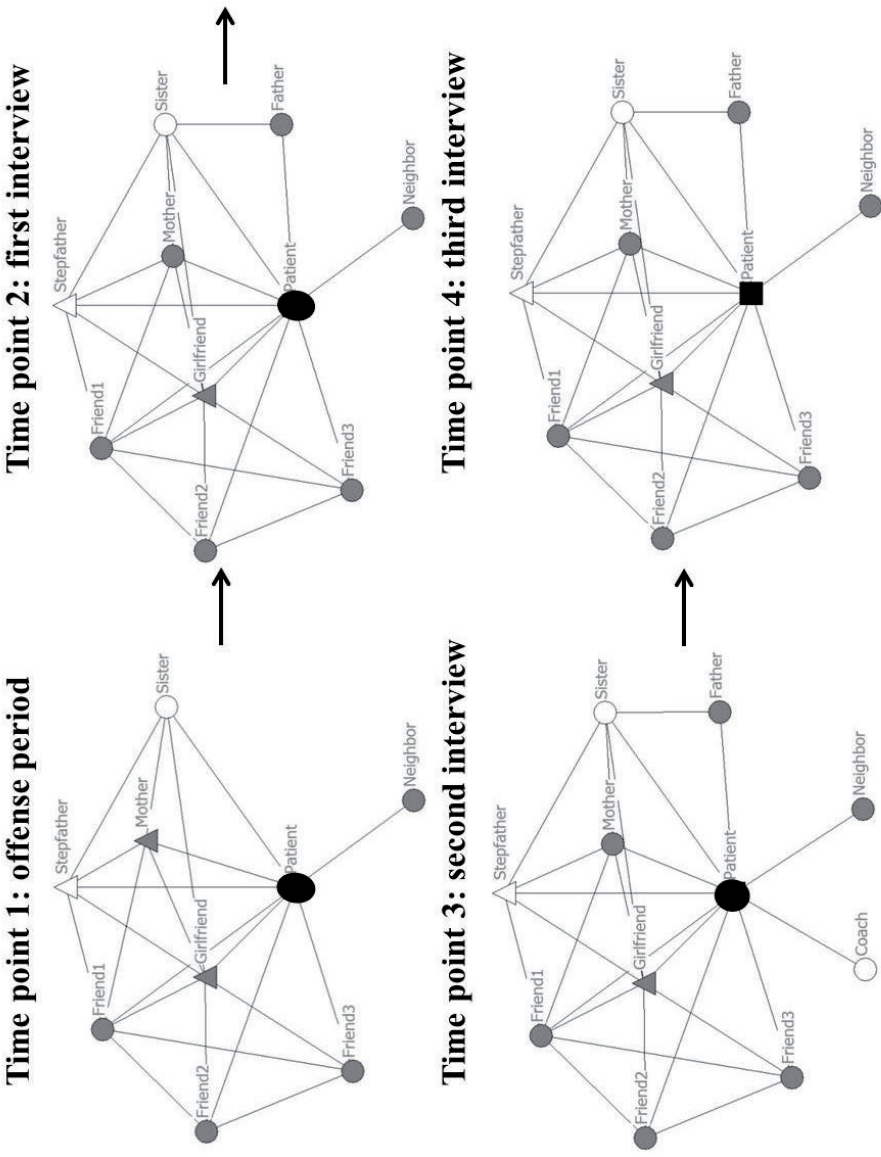 Time point 1: offense period
Stepfather
Sister
Mother
Friend1
Girlfriend
Friend2
Patient
Friend3
Neighbor
Time point 2: first interview
Stepfather
Sister
Mother
Friend1
Girlfriend
Friend2
Patient
Father
Friend3
Neighbor
Time point 3: second interview
Stepfather
Sister
Mother
Friend1
Girlfriend
Friend2
Patient
Father
Friend3
Neighbor
Coach
Time point 4: third interview
Stepfather
Sister
Mother
Friend1
Girlfriend
Friend2
Patient
Father
Friend3
Neighbor